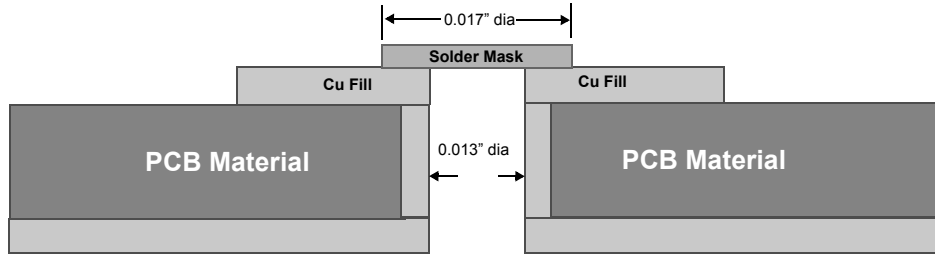 0.017” dia
Solder Mask
Cu Fill
Cu Fill
PCB Material
0.013” dia
PCB Material